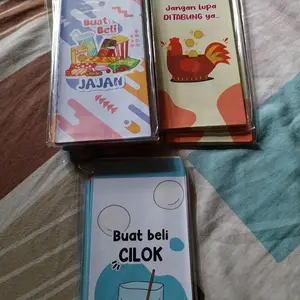 Buat Beli
JAJAN
Jangan lupa
DITABUNG ya...
Buat beli
CILOK